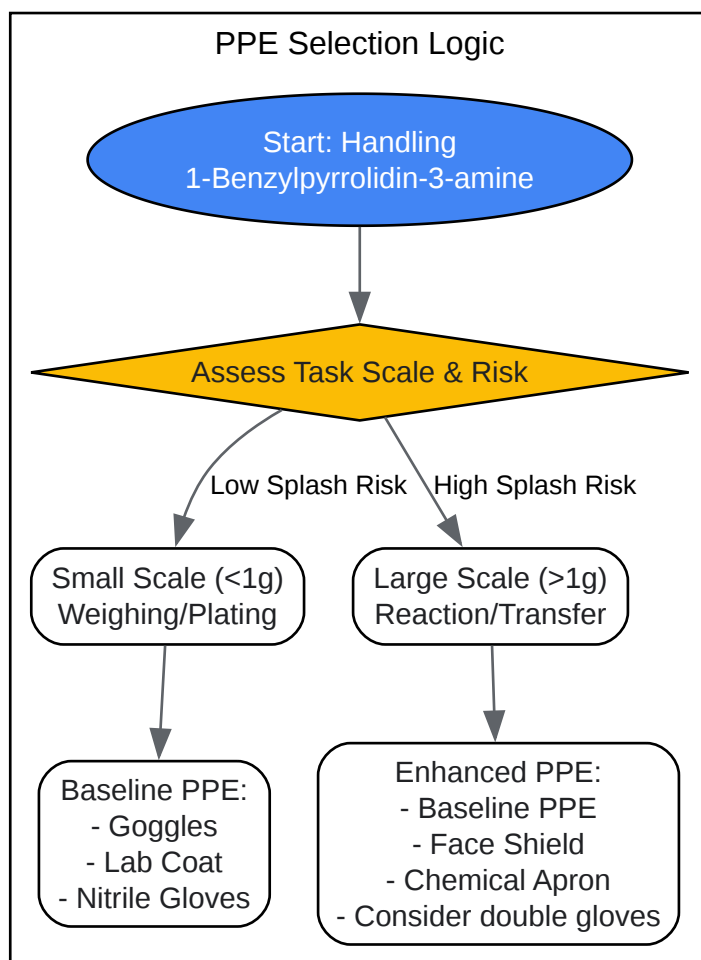 PPE Selection Logic
Start: Handling
1-Benzylpyrrolidin-3-amine
Assess Task Scale & Risk
Low Splash Risk
High Splash Risk
Small Scale (<1g)
Weighing/Plating
Large Scale (>1g)
Reaction/Transfer
Baseline PPE:
- Goggles
- Lab Coat
- Nitrile Gloves
Enhanced PPE:
- Baseline PPE
- Face Shield
- Chemical Apron
- Consider double gloves